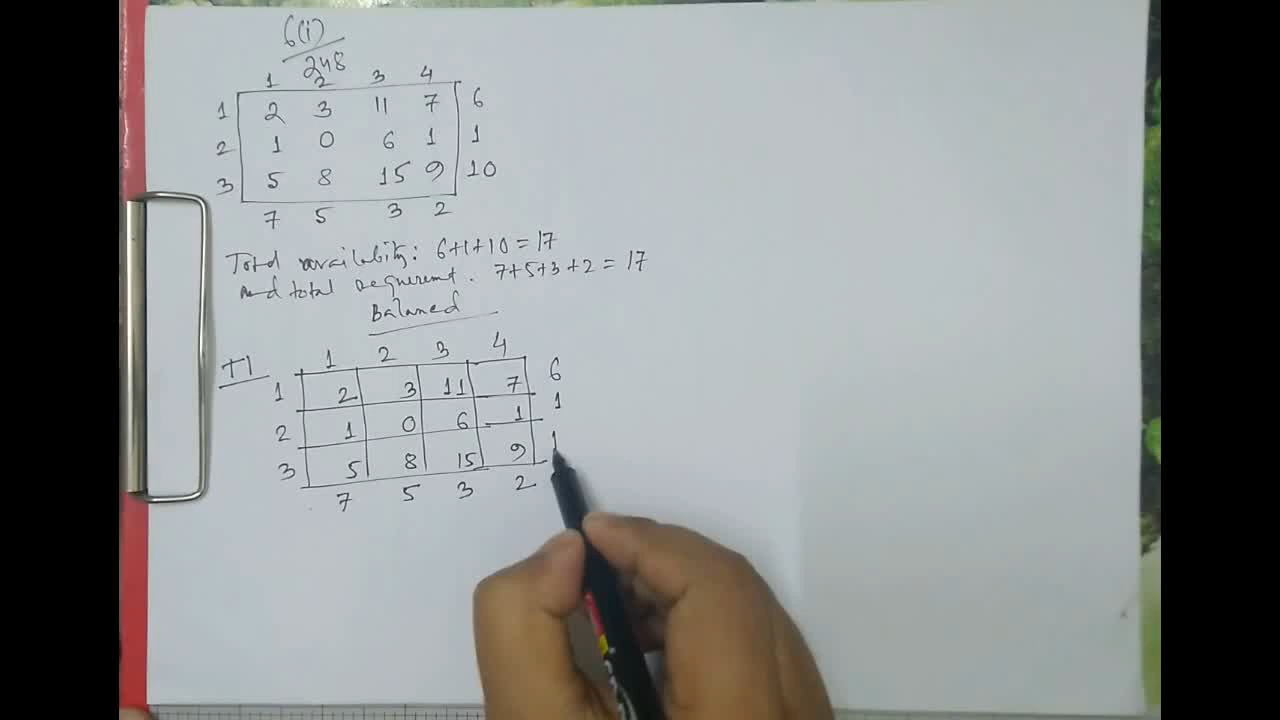 6(i)
248
1 2 3 4
1 2 3 11 7 6
2 1 0 6 1 1
3 5 8 15 9 10
7 5 3 2
Total availability: 6+1+10=17
And total requirement. 7+5+3+2=17
Balanced
T1
1 2 3 4
1 2 3 11 7 6
2 1 0 6 1 1
3 5 8 15 9 1
7 5 3 2